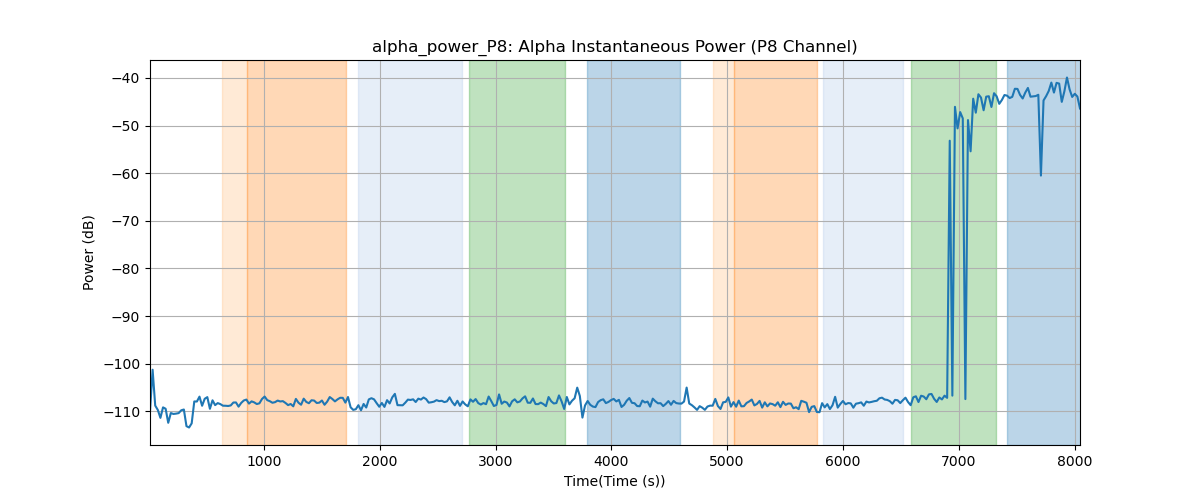 alpha_power_P8: Alpha Instantaneous Power (P8 Channel)
Power (dB)
−40
−50
−60
−70
−80
−90
−100
−110
1000 2000 3000 4000 5000 6000 7000 8000
Time(Time (s))